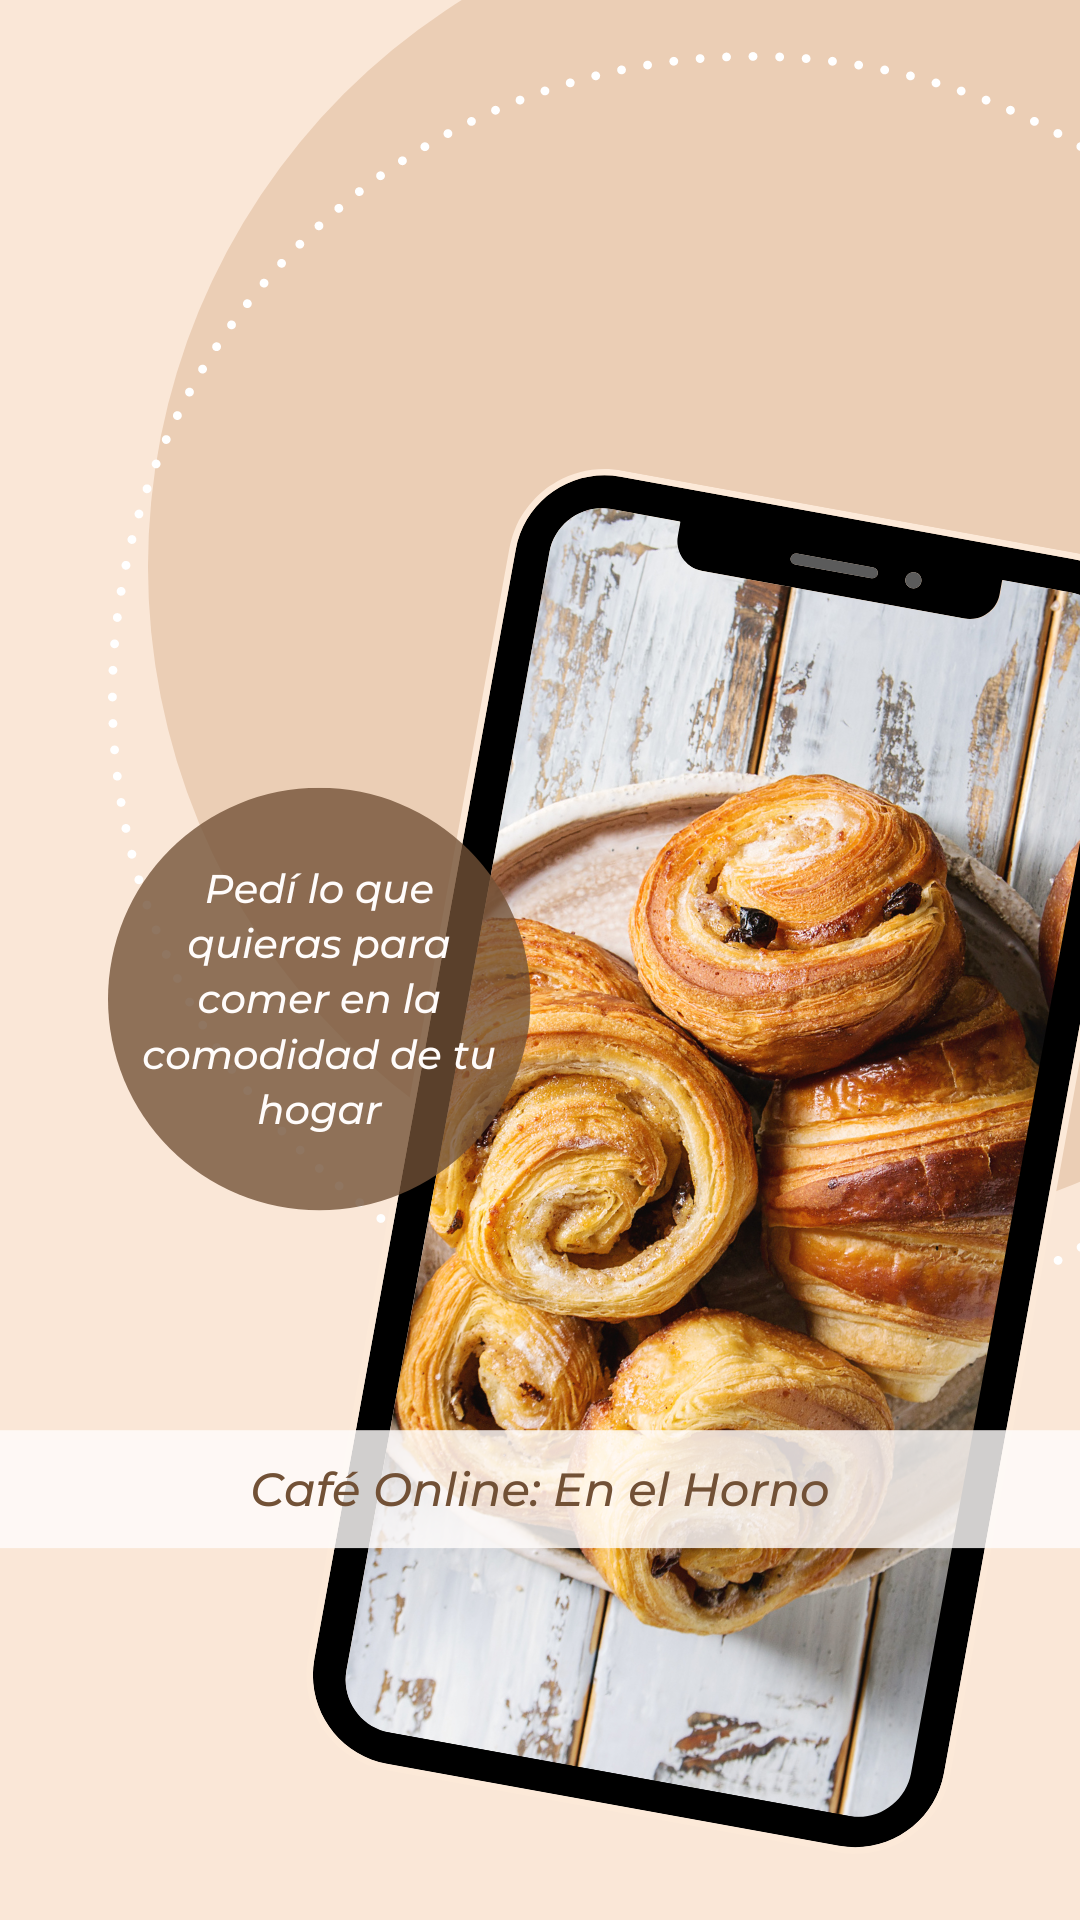 Pedí lo que
quieras para
comer en la
comodidad de tu
hogar
Café Online: En el Horno